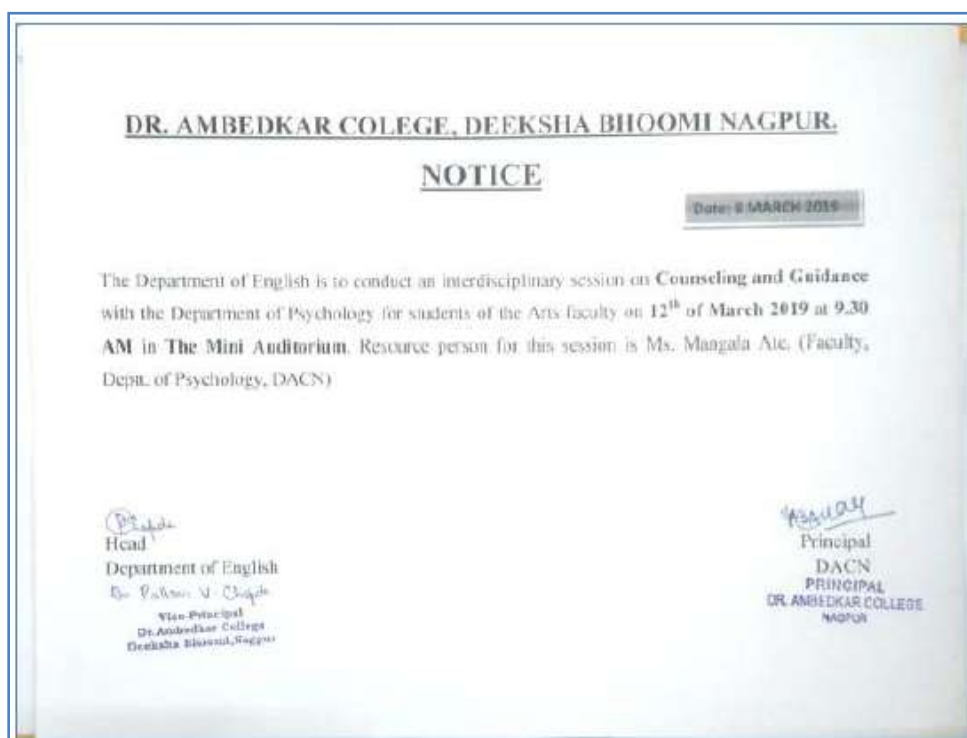 DR. AMBEDKAR COLEGE, DEEKSHA BHOOMI NAGPUR.
NOTICE
Date: 8 MARCH 2019
The Department of English is to conduct an interdisciplinary session on Counseling and Guidance
with the Department of Psychology for students of the Arts faculty on 12th of March 2019 at 9.30
AM in The Mini Auditorium. Resource person for this session is Ms. Mangala Ate. (Faculty,
Deptt. of Psychology, DACN)
Head
Department of English
Dr. V.
Vice-Principal
Dr. Ambedkar College
Deeksha Bhoomi, Nagpur
Principal
DACN
PRINCIPAL
DR. AMBEDKAR COLLEGE
NAGPUR